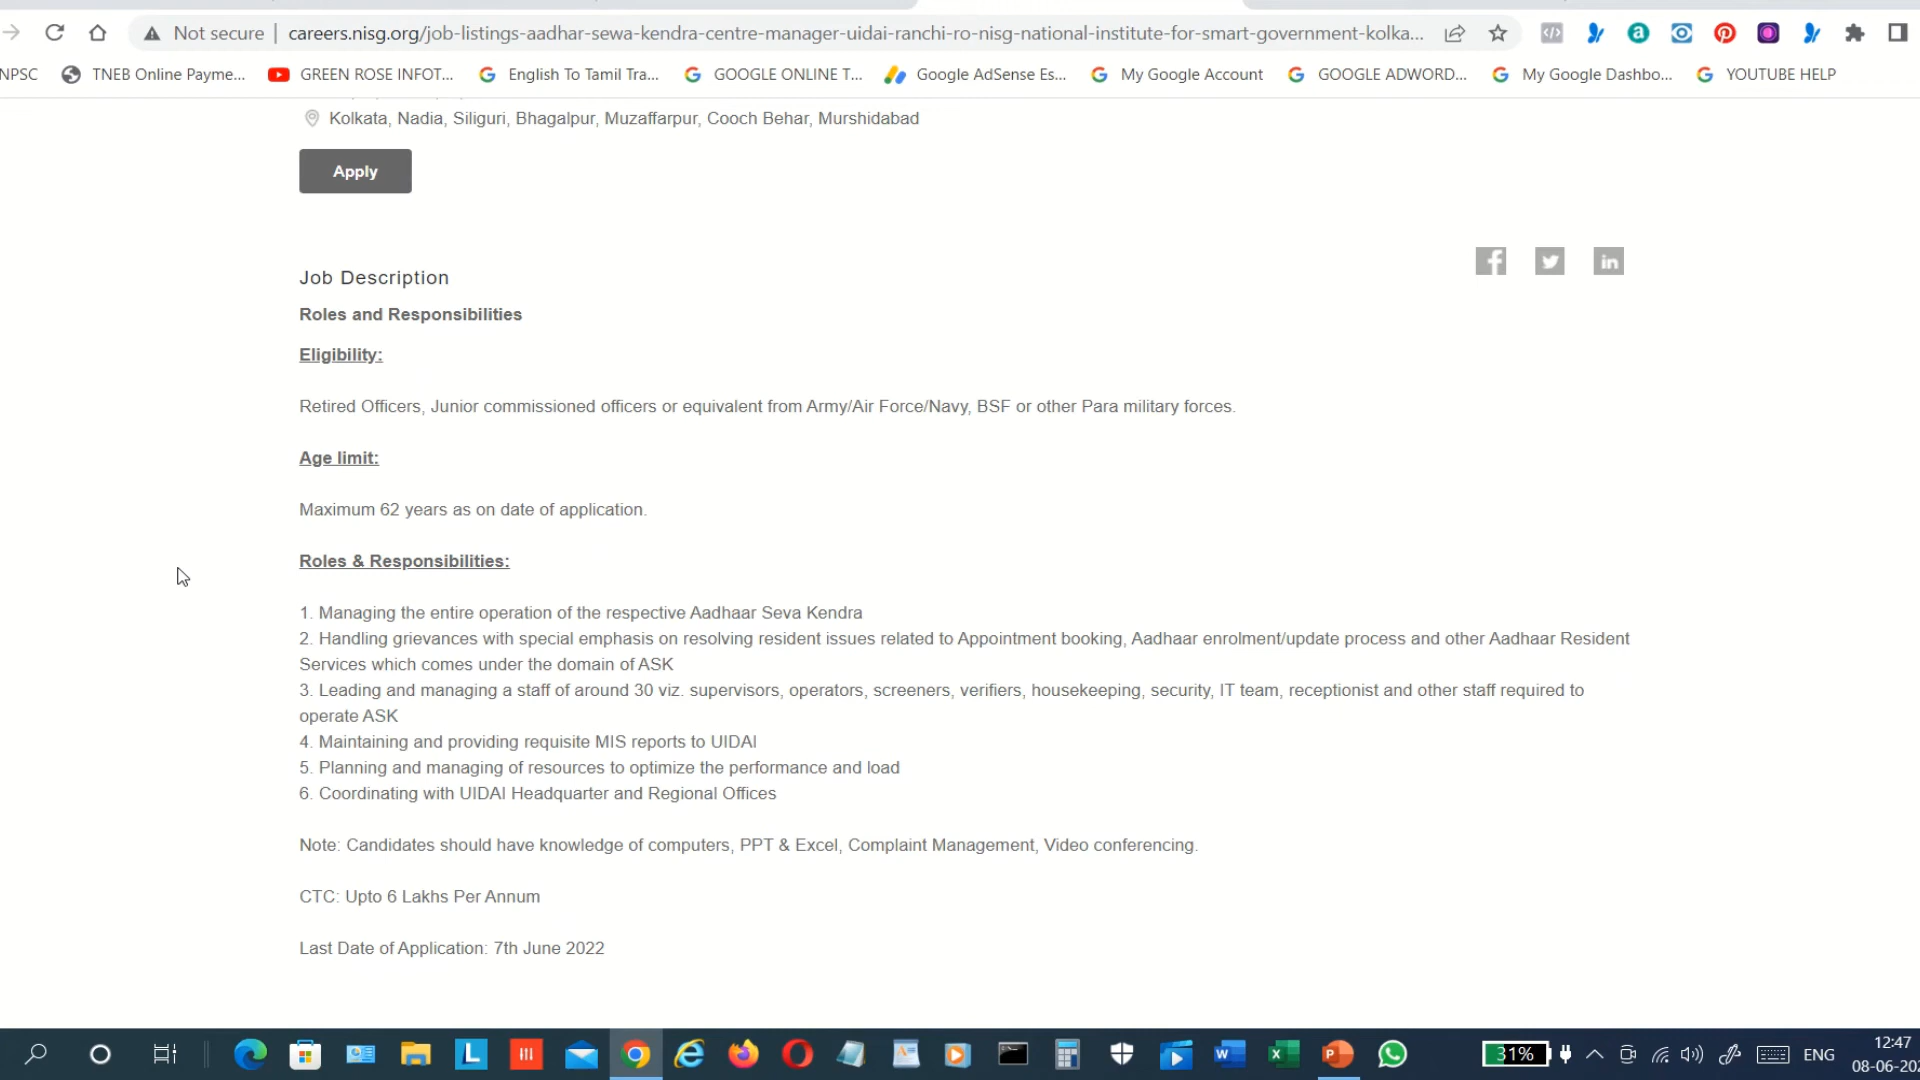 Not secure | careers.nisg.org/job-listings-aadhar-sewa-kendra-centre-manager-uidai-ranchi-ro-nisg-national-institute-for-smart-government-kolka...
NPSC TNEB Online Payme... GREEN ROSE INFOT... English To Tamil Tra... GOOGLE ONLINE T... Google AdSense Es... My Google Account GOOGLE ADWORD... My Google Dashbo... YOUTUBE HELP
Kolkata, Nadia, Siliguri, Bhagalpur, Muzaffarpur, Cooch Behar, Murshidabad
Apply
Job Description
Roles and Responsibilities
Eligibility:
Retired Officers, Junior commissioned officers or equivalent from Army/Air Force/Navy, BSF or other Para military forces.
Age limit:
Maximum 62 years as on date of application.
Roles & Responsibilities:
1. Managing the entire operation of the respective Aadhaar Seva Kendra
2. Handling grievances with special emphasis on resolving resident issues related to Appointment booking, Aadhaar enrolment/update process and other Aadhaar Resident
Services which comes under the domain of ASK
3. Leading and managing a staff of around 30 viz. supervisors, operators, screeners, verifiers, housekeeping, security, IT team, receptionist and other staff required to
operate ASK
4. Maintaining and providing requisite MIS reports to UIDAI
5. Planning and managing of resources to optimize the performance and load
6. Coordinating with UIDAI Headquarter and Regional Offices
Note: Candidates should have knowledge of computers, PPT & Excel, Complaint Management, Video conferencing.
CTC: Upto 6 Lakhs Per Annum
Last Date of Application: 7th June 2022
31% ENG 12:47
08-06-202